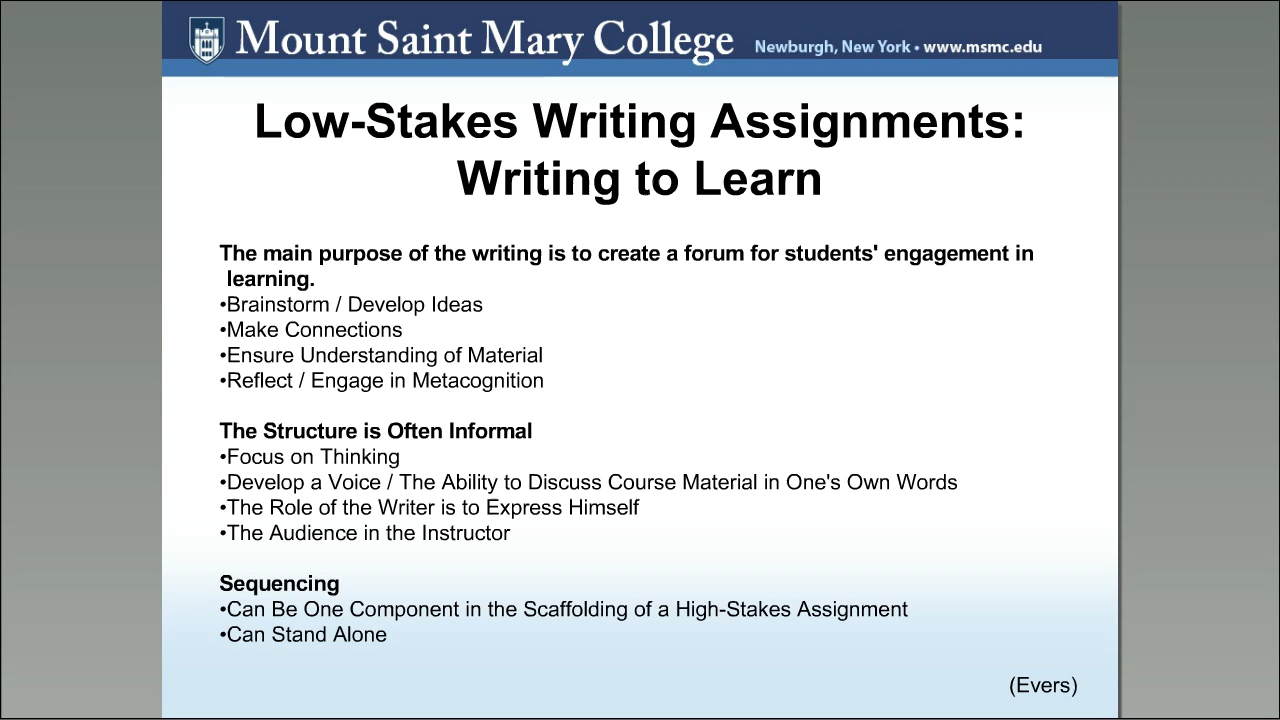 Mount Saint Mary College Newburgh, New York • www.msmc.edu
Low-Stakes Writing Assignments:
Writing to Learn
The main purpose of the writing is to create a forum for students' engagement in
learning.
•Brainstorm / Develop Ideas
•Make Connections
•Ensure Understanding of Material
•Reflect / Engage in Metacognition
The Structure is Often Informal
•Focus on Thinking
•Develop a Voice / The Ability to Discuss Course Material in One's Own Words
•The Role of the Writer is to Express Himself
•The Audience in the Instructor
Sequencing
•Can Be One Component in the Scaffolding of a High-Stakes Assignment
•Can Stand Alone
(Evers)